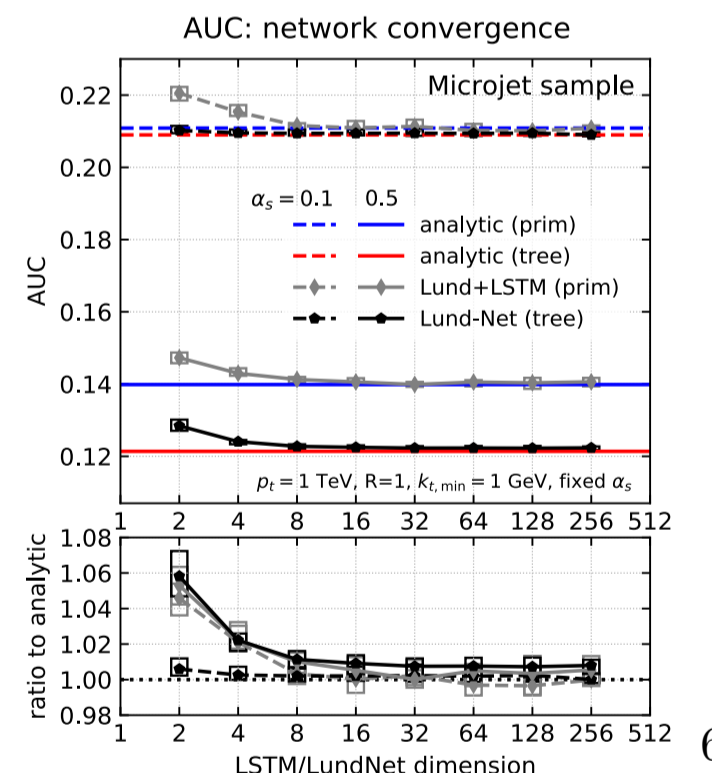 AUC: network convergence
Microjet sample
0.22
0.20
0.18
0.16
0.14
0.12
AUC
αs = 0.1 0.5
analytic (prim)
analytic (tree)
Lund+LSTM (prim)
Lund-Net (tree)
pt = 1 TeV, R=1, kt,min = 1 GeV, fixed αs
1 2 4 8 16 32 64 128 256 512
1.08
1.06
1.04
1.02
1.00
0.98
ratio to analytic
1 2 4 8 16 32 64 128 256 512
LSTM/LundNet dimension